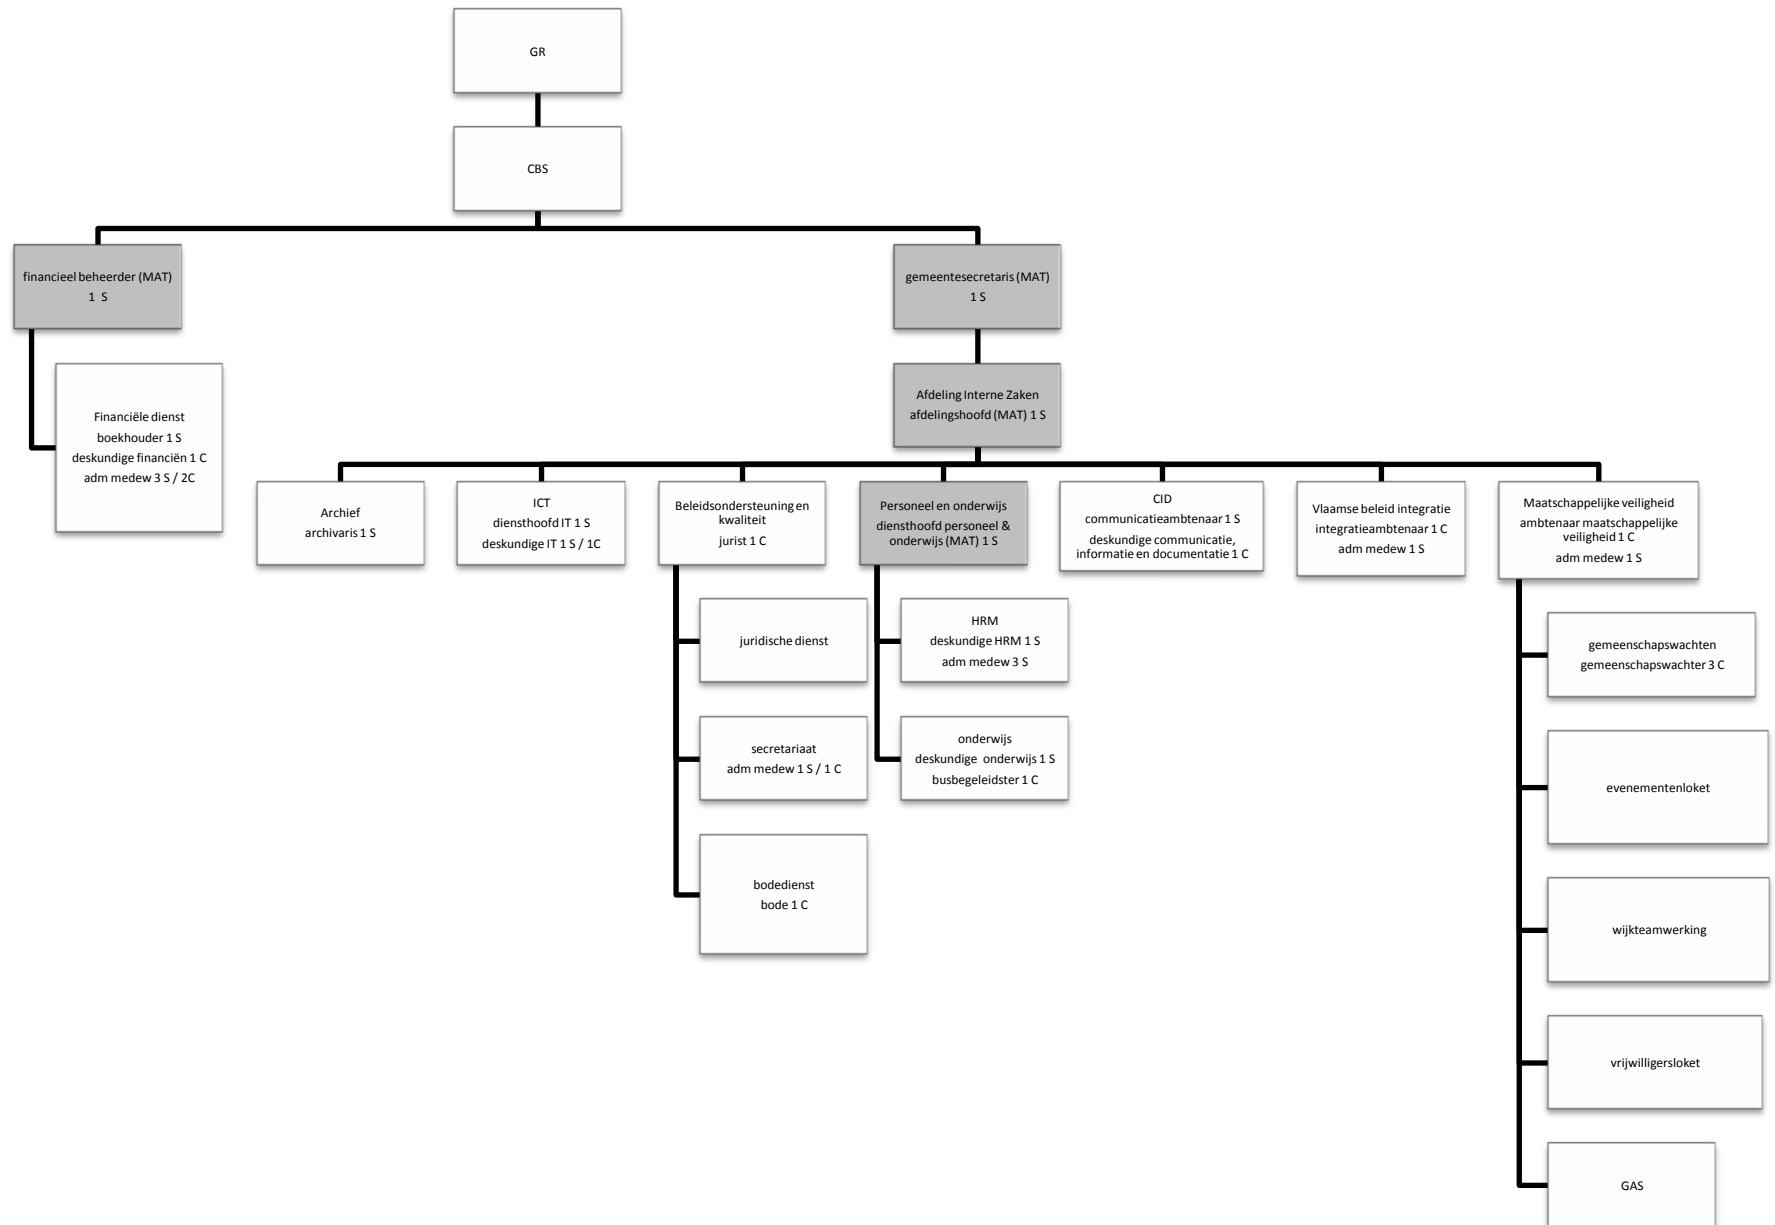 GR
CBS
financieel beheerder (MAT)
1 S
gemeentesecretaris (MAT)
1 S
Financiële dienst
boekhouder 1 S
deskundige financiën 1 C
adm medew 3 S / 2C
Afdeling Interne Zaken
afdelingshoofd (MAT) 1 S
Archief
archivaris 1 S
ICT
diensthoofd IT 1 S
deskundige IT 1 S / 1C
Beleidsondersteuning en
kwaliteit
jurist 1 C
Personeel en onderwijs
diensthoofd personeel &
onderwijs (MAT) 1 S
CID
communicatieambtenaar 1 S
deskundige communicatie,
informatie en documentatie 1 C
Vlaamse beleid integratie
integratieambtenaar 1 C
adm medew 1 S
Maatschappelijke veiligheid
ambtenaar maatschappelijke
veiligheid 1 C
adm medew 1 S
juridische dienst
secretariaat
adm medew 1 S / 1 C
bodedienst
bode 1 C
HRM
deskundige HRM 1 S
adm medew 3 S
onderwijs
deskundige onderwijs 1 S
busbegeleidster 1 C
gemeenschapswachten
gemeenschapswachter 3 C
evenementenloket
wijkteamwerking
vrijwilligersloket
GAS